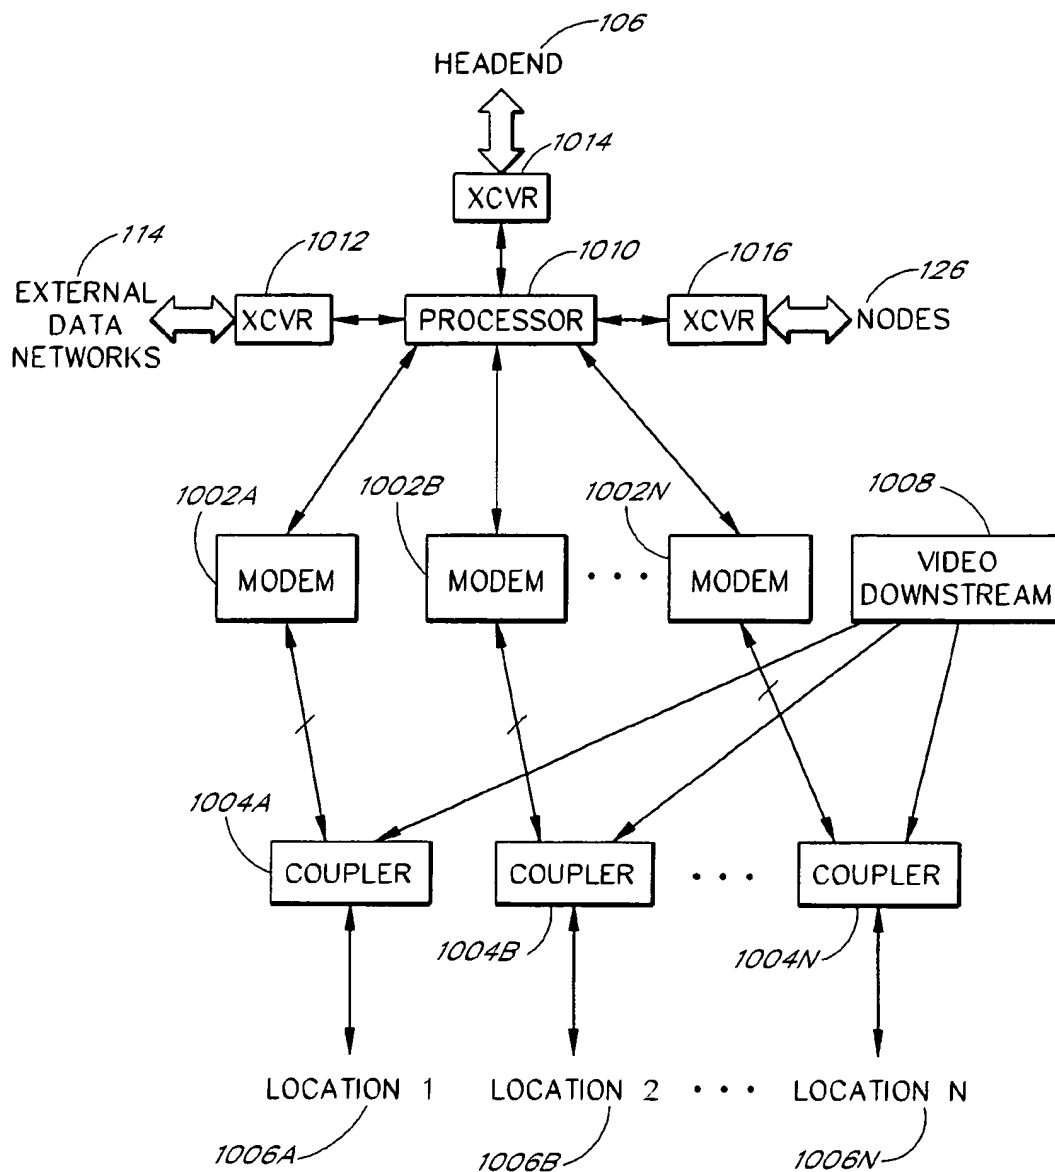 106
HEADEND
1014
XCVR
114
1012
1010
1016
126
EXTERNAL
DATA
NETWORKS
XCVR
PROCESSOR
XCVR
NODES
1002A
1002B
1002N
1008
MODEM
MODEM
• • •
MODEM
VIDEO
DOWNSTREAM
1004A
COUPLER
COUPLER
• • •
COUPLER
1004B
1004N
LOCATION 1
LOCATION 2
• • •
LOCATION N
1006A
1006B
1006N